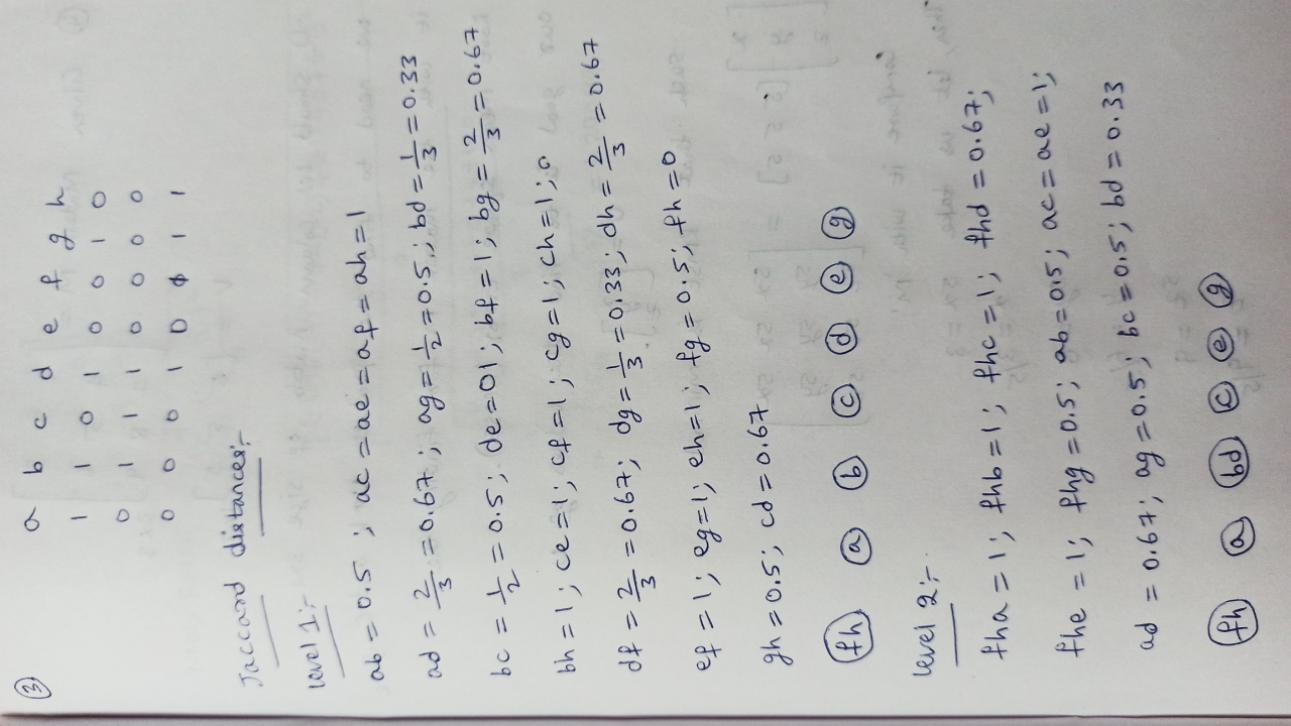 ③
a b c d e f g h
1 1 0 1 0 0 1 0
0 1 1 1 0 0 0 0
0 0 0 1 0 1 1 1
Jaccard distances:-
Level 1:-
ab = 0.5 ; ac = ae = af = ah = 1
ad = 2/3 = 0.67 ; ag = 1/2 = 0.5 ; bd = 1/3 = 0.33
bc = 1/2 = 0.5 ; de = 01 ; bf = 1 ; bg = 2/3 = 0.67
bh = 1 ; ce = 1 ; cf = 1 ; cg = 1 ; ch = 1 ; 0
df = 2/3 = 0.67 ; dg = 1/3 = 0.33 ; dh = 2/3 = 0.67
ef = 1 ; eg = 1 ; eh = 1 ; fg = 0.5 ; fh = 0
gh = 0.5 ; cd = 0.67
fh a b c d e g
Level 2:-
fha = 1 ; fhb = 1 ; fhc = 1 ; fhd = 0.67 ;
fhe = 1 ; fhg = 0.5 ; ab = 0.5 ; ac = ae = 1 ;
ad = 0.67 ; ag = 0.5 ; bc = 0.5 ; bd = 0.33
fh a bd c e g